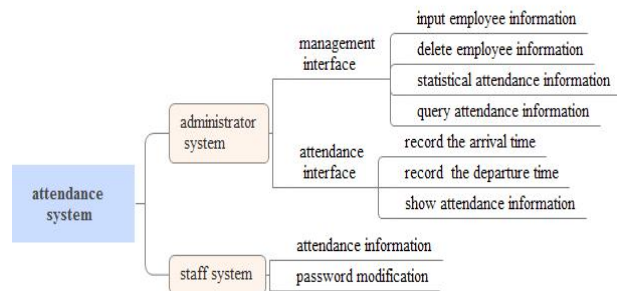 attendance
system
administrator
system
management
interface
input employee information
delete employee information
statistical attendance information
query attendance information
attendance
interface
record the arrival time
record the departure time
show attendance information
staff system
attendance information
password modification